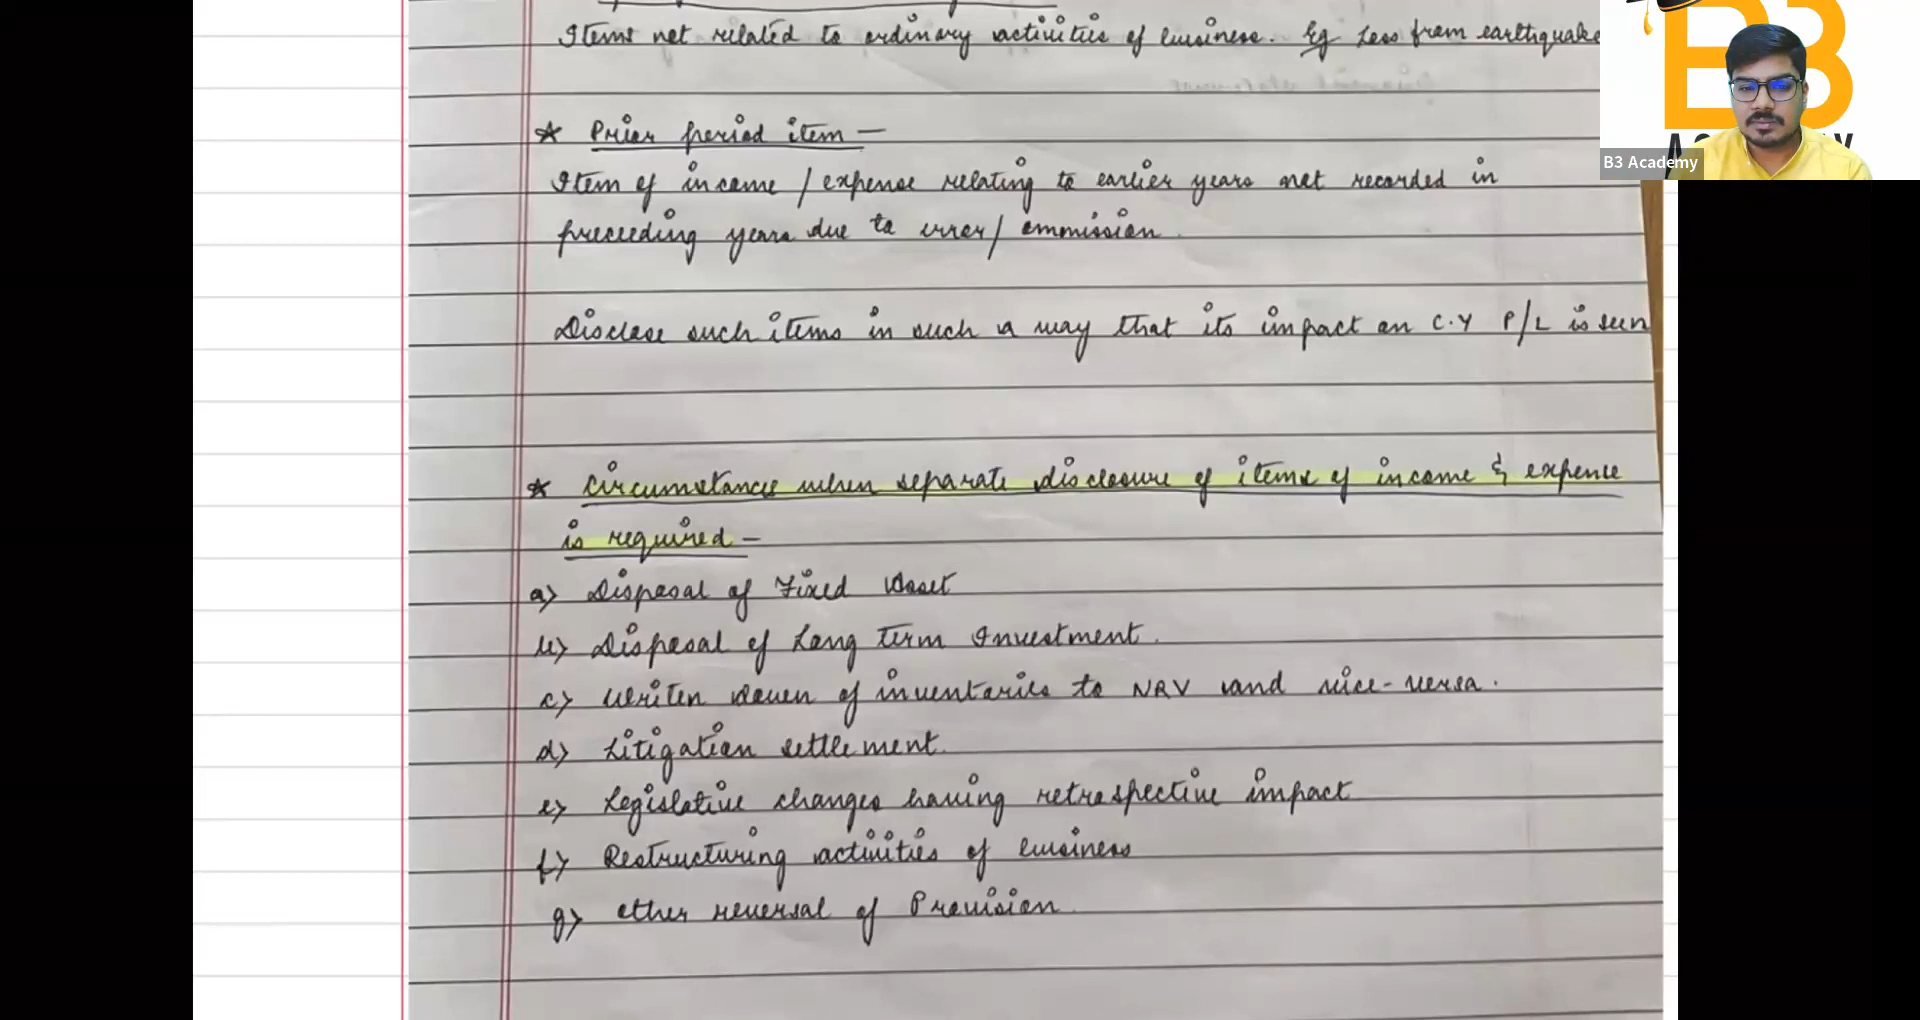 Items not related to ordinary activities of business. Eg Loss from earthquake
* Prior period item –
Item of income / expense relating to earlier years not recorded in
preceeding years due to error / ommission.
Disclose such items in such a way that its impact on C.Y P/L is seen
* Circumstances when separate disclosure of items of income & expense
is required –
a) Disposal of Fixed Asset
b) Disposal of Long Term Investment.
c) Writen down of inventories to NRV and vice-versa.
d) Litigation settlement.
e) Legislative changes having retrospective impact
f) Restructuring activities of business
g) other reversal of Provision.
B3
B3 Academy